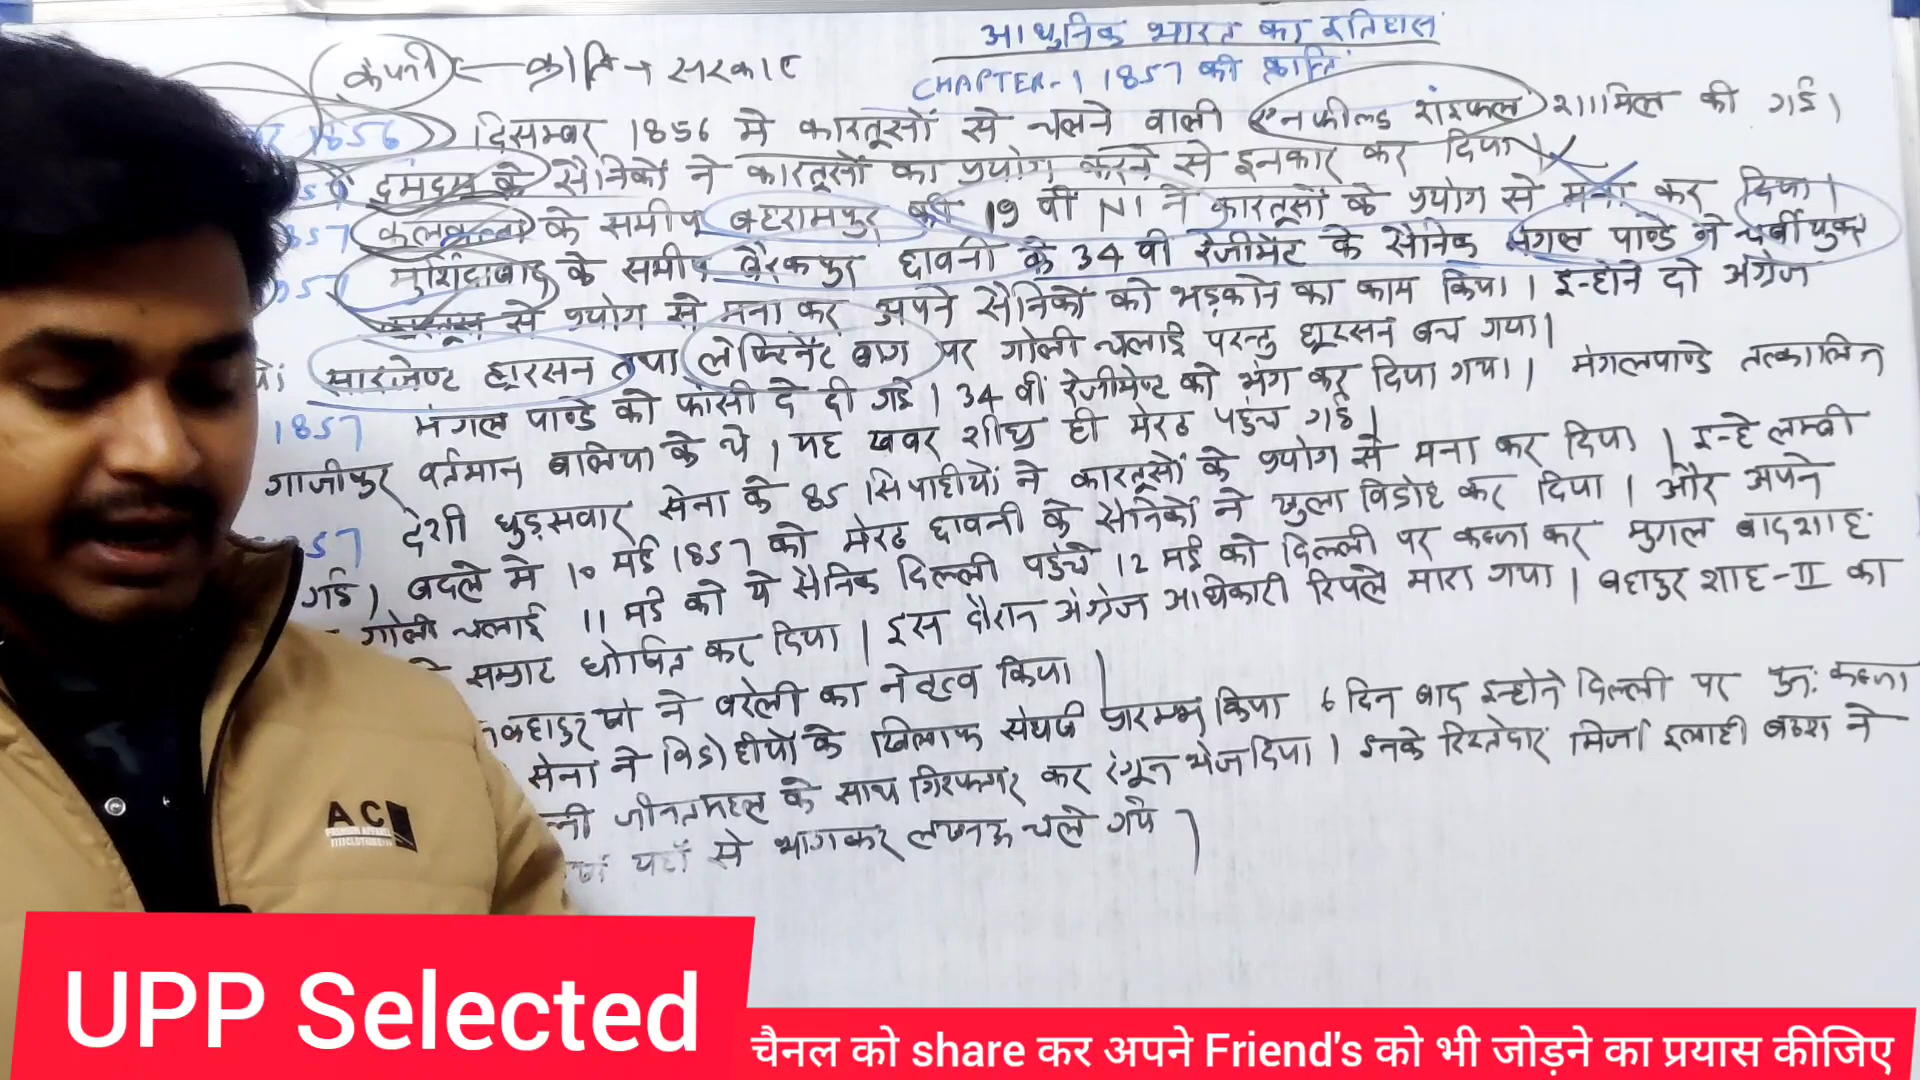 आधुनिक भारत का इतिहास
कंपनी क्रांति → सरकार
CHAPTER-1 1857 की क्रांति
1856 दिसम्बर 1856 मे कारतूसों से चलने वाली एनफील्ड राइफल शामिल की गई।
दमदम के सैनिकों ने कारतूसों का प्रयोग करने से इनकार कर दिया।
857 कलकत्ता के समीप बहरामपुर की 19 वी NI ने कारतूसों के प्रयोग से मना कर दिया।
857 मुर्शिदाबाद के समीप बैरकपुर छावनी के 34 वी रेजीमेंट के सैनिक मंगल पाण्डे ने चर्बीयुक्त
कारतूस से प्रयोग से मना कर अपने सैनिकों को भड़काने का काम किया। इन्होने दो अंग्रेज
सारजेण्ट ह्यूरसन तथा लेफ्टिनेंट बाग पर गोली चलाई परन्तु ह्यूरसन बच गया।
1857 मंगल पाण्डे को फांसी दे दी गई। 34 वीं रेजीमेण्ट को भंग कर दिया गया। मंगलपाण्डे तत्कालिन
गाजीपुर वर्तमान बालिया के थे। यह खबर शीघ्र ही मेरठ पहुंच गई।
57 देशी घुड़सवार सेना के 85 सिपाहीयों ने कारतूसों के प्रयोग से मना कर दिया। इन्हे लम्बी
गई) बदले मे 10 मई 1857 को मेरठ छावनी के सैनिकों ने खुला विद्रोह कर दिया। और अपने
गोली चलाई 11 मई को ये सैनिक दिल्ली पहुंचे 12 मई को दिल्ली पर कब्जा कर मुगल बादशाह
सम्राट घोषित कर दिया। इस दौरान अंग्रेज अधिकारी रिपले मारा गया। बहादुर शाह-II का
बहादुर खां ने बरेली का नेतृत्व किया।
सेना ने विद्रोहीयों के खिलाफ संघर्ष प्रारम्भ किया 6 दिन बाद इन्होने दिल्ली पर पुन: कब्जा
जीनतमहल के साथ गिरफ्तार कर रंगून भेज दिया। इनके रिश्तेदार मिर्जा इलाही बख्श ने
यहाँ से भागकर लखनऊ चले गये।
AC
FASHION APPAREL
UPP Selected
चैनल को share कर अपने Friend's को भी जोड़ने का प्रयास कीजिए